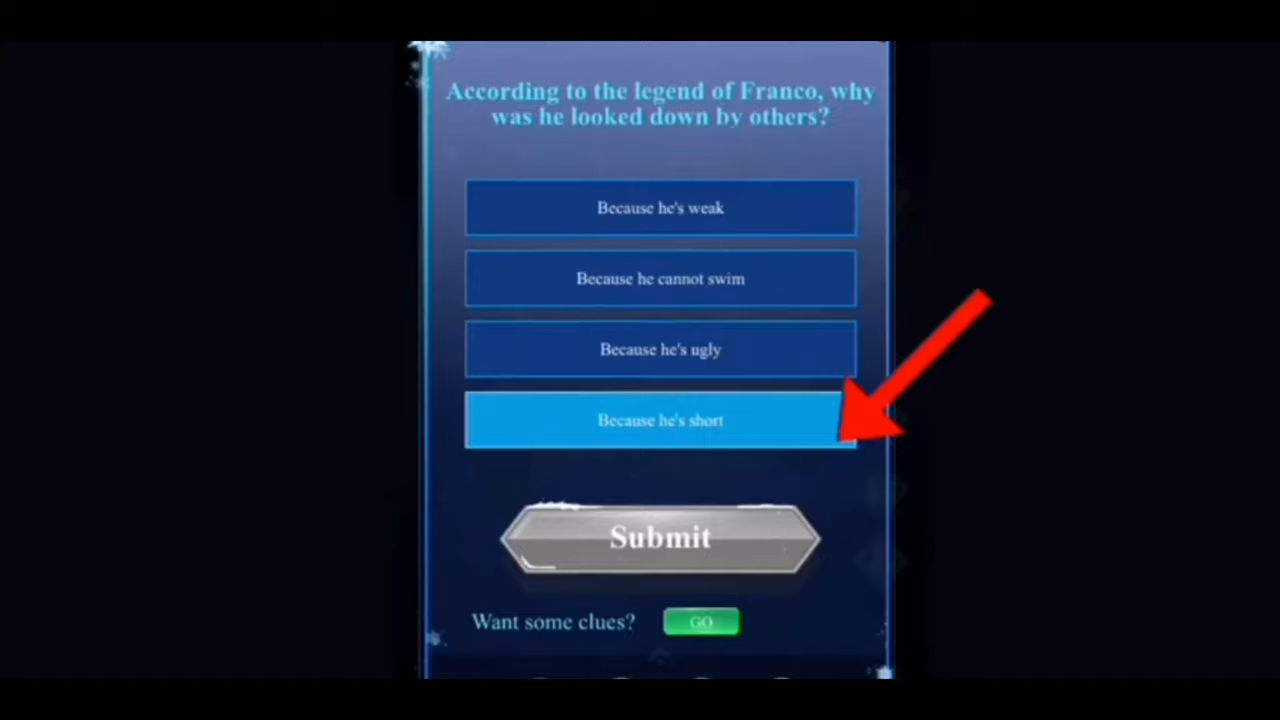 According to the legend of Franco, why
was he looked down by others?
Because he's weak
Because he cannot swim
Because he's ugly
Because he's short
Submit
Want some clues? GO